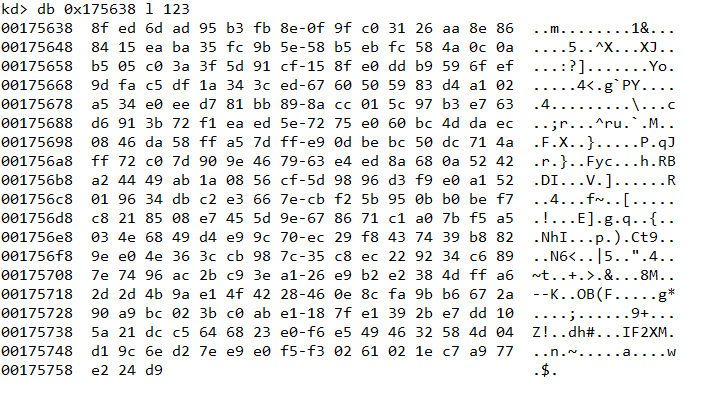 kd> db 0x175638 l 123
00175638  8f ed 6d ad 95 b3 fb 8e-0f 9f c0 31 26 aa 8e 86  ..m........1&...
00175648  84 15 ea ba 35 fc 9b 5e-58 b5 eb fc 58 4a 0c 0a  ....5..^X...XJ..
00175658  b5 05 c0 3a 3f 5d 91 cf-15 8f e0 dd b9 59 6f ef  ...:?].......Yo.
00175668  9d fa c5 df 1a 34 3c ed-67 60 50 59 83 d4 a1 02  .....4<.g`PY....
00175678  a5 34 e0 ee d7 81 bb 89-8a cc 01 5c 97 b3 e7 63  .4.........\...c
00175688  d6 91 3b 72 f1 ea ed 5e-72 75 e0 60 bc 4d da ec  ..;r...^ru.`.M..
00175698  08 46 da 58 ff a5 7d ff-e9 0d be bc 50 dc 71 4a  .F.X..}.....P.qJ
001756a8  ff 72 c0 7d 90 9e 46 79-63 e4 ed 8a 68 0a 52 42  .r.}..Fyc...h.RB
001756b8  a2 44 49 ab 1a 08 56 cf-5d 98 96 d3 f9 e0 a1 52  .DI...V.]......R
001756c8  01 96 34 db c2 e3 66 7e-cb f2 5b 95 0b b0 be f7  ..4...f~..[.....
001756d8  c8 21 85 08 e7 45 5d 9e-67 86 71 c1 a0 7b f5 a5  .!...E].g.q..{..
001756e8  03 4e 68 49 d4 e9 9c 70-ec 29 f8 43 74 39 b8 82  .NhI...p.).Ct9..
001756f8  9e e0 4e 36 3c cb 98 7c-35 c8 ec 22 92 34 c6 89  ..N6<..|5..".4..
00175708  7e 74 96 ac 2b c9 3e a1-26 e9 b2 e2 38 4d ff a6  ~t..+.>.&...8M..
00175718  2d 2d 4b 9a e1 4f 42 28-46 0e 8c fa 9b b6 67 2a  --K..OB(F.....g*
00175728  90 a9 bc 02 3b c0 ab e1-18 7f e1 39 2b e7 dd 10  ....;......9+...
00175738  5a 21 dc c5 64 68 23 e0-f6 e5 49 46 32 58 4d 04  Z!..dh#...IF2XM.
00175748  d1 9c 6e d2 7e e9 e0 f5-f3 02 61 02 1e c7 a9 77  ..n.~.....a....w
00175758  e2 24 d9  .$.